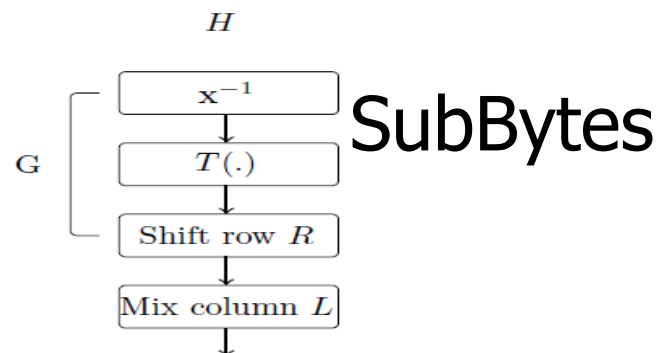 H
x⁻¹
SubBytes
G
T(.)
Shift row R
Mix column L